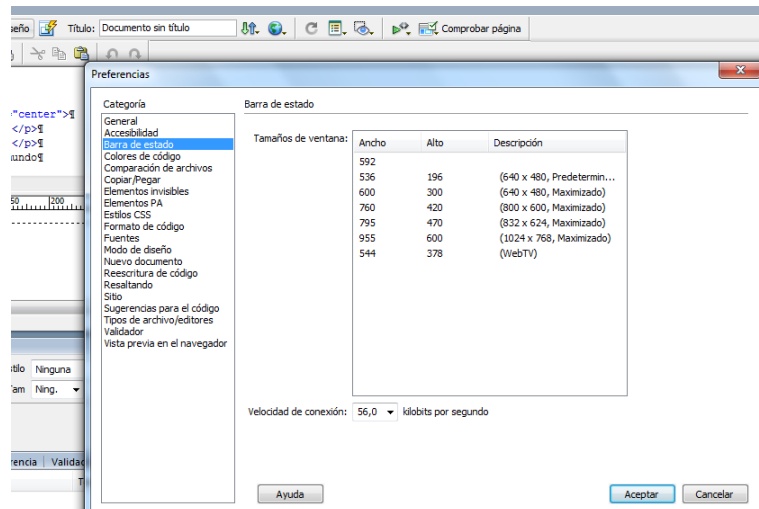 Título: Documento sin título
Comprobar página
Preferencias
Categoría
Barra de estado
General
Accesibilidad
Barra de estado
Colores de código
Comparación de archivos
Copiar/Pegar
Elementos invisibles
Elementos PA
Estilos CSS
Formato de código
Fuentes
Modo de diseño
Nuevo documento
Reescritura de código
Resaltando
Sitio
Sugerencias para el código
Tipos de archivo/editores
Validador
Vista previa en el navegador
Tamaños de ventana:
Ancho Alto Descripción
592
536 196 (640 x 480, Predetermin...
600 300 (640 x 480, Maximizado)
760 420 (800 x 600, Maximizado)
795 470 (832 x 624, Maximizado)
955 600 (1024 x 768, Maximizado)
544 378 (WebTV)
Velocidad de conexión: 56,0 kilobits por segundo
Ayuda
Aceptar
Cancelar
="center">¶
</p>¶
</p>¶
undo¶
50 200
Ninguna
Ning.